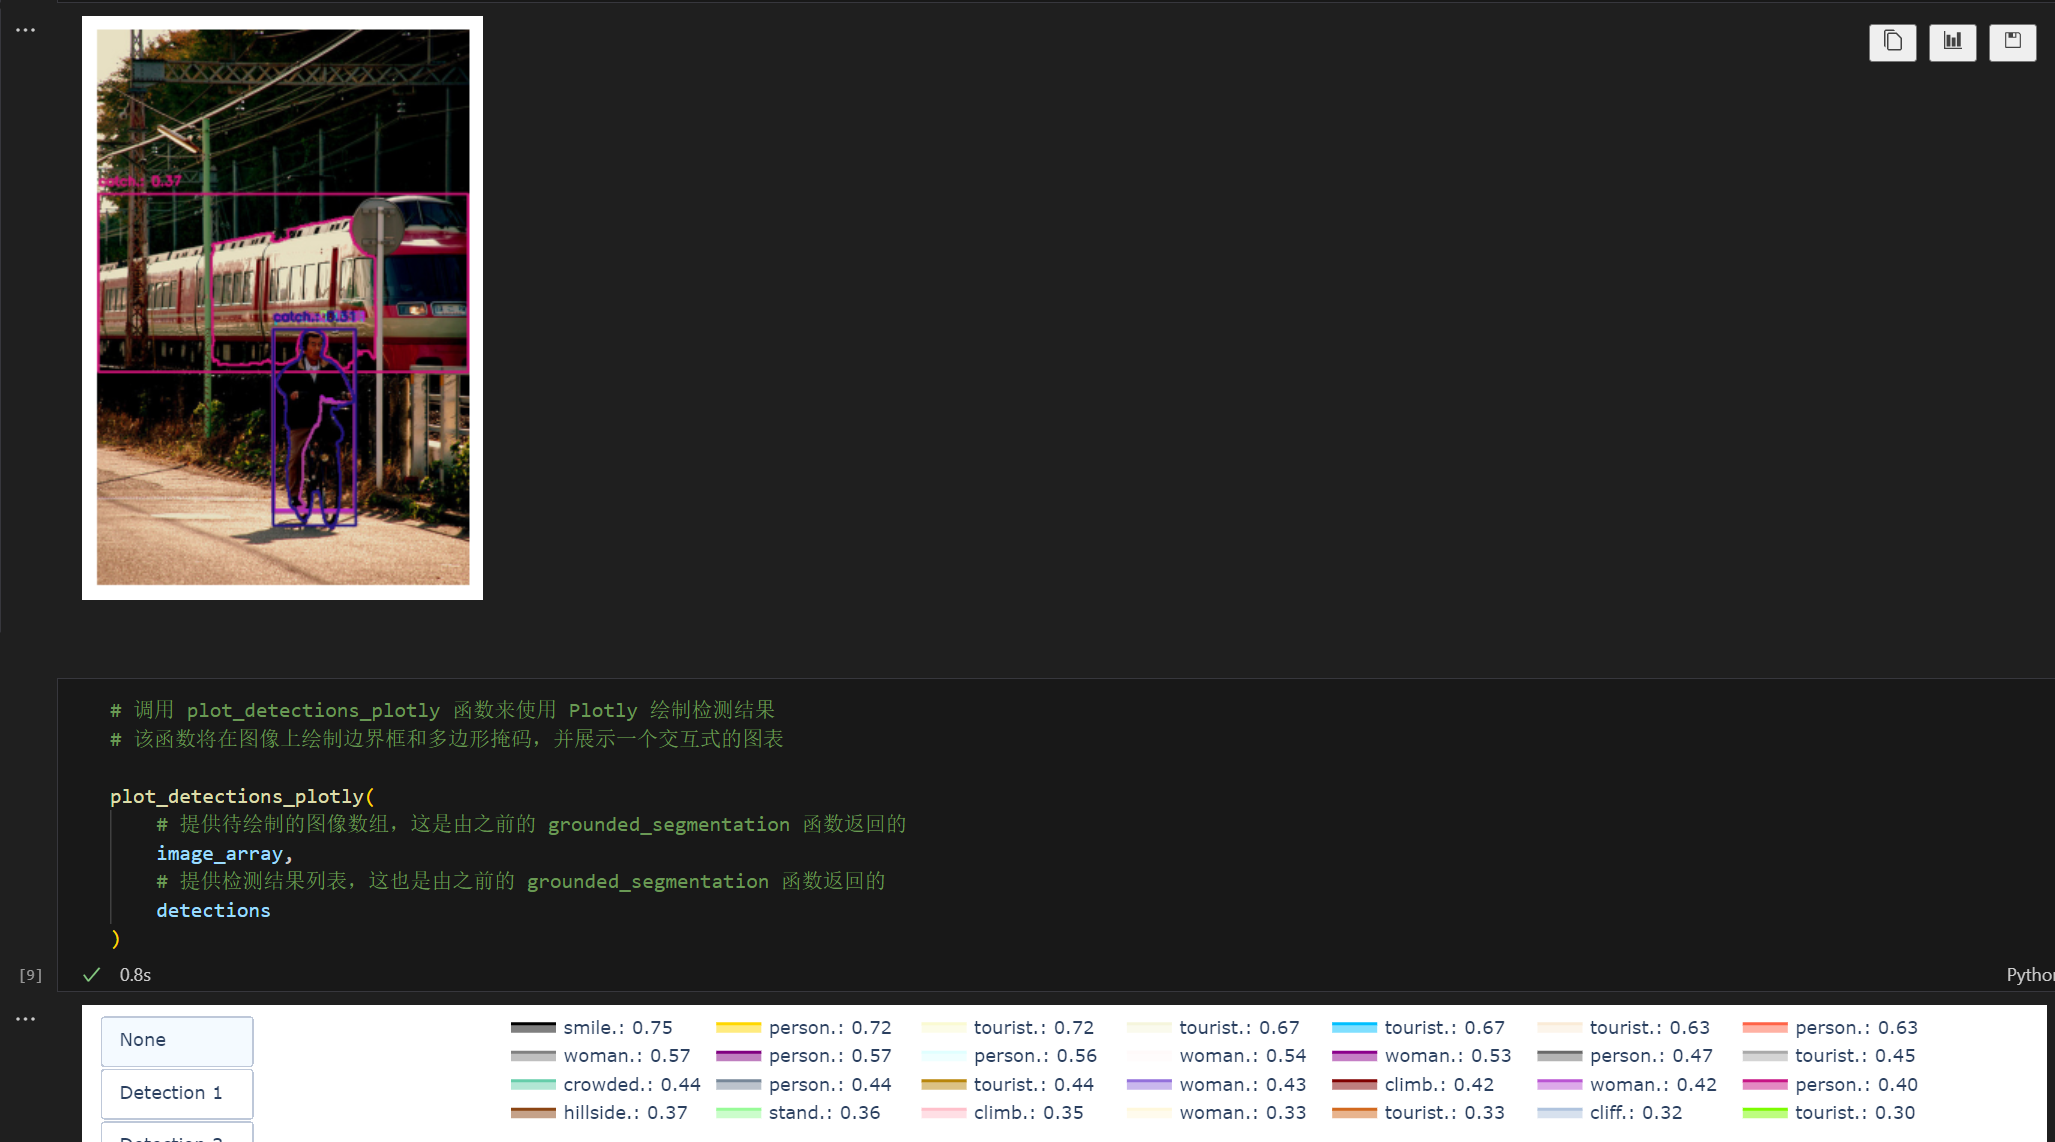 catch.: 0.37
# 调用 plot_detections_plotly 函数来使用 Plotly 绘制检测结果
# 该函数将在图像上绘制边界框和多边形掩码，并展示一个交互式的图表
plot_detections_plotly(
# 提供待绘制的图像数组，这是由之前的 grounded_segmentation 函数返回的
image_array,
# 提供检测结果列表，这也是由之前的 grounded_segmentation 函数返回的
detections
)
[9] 0.8s
None
Detection 1
smile.: 0.75 person.: 0.72 tourist.: 0.72 tourist.: 0.67 tourist.: 0.67 tourist.: 0.63 person.: 0.63
woman.: 0.57 person.: 0.57 person.: 0.56 woman.: 0.54 woman.: 0.53 person.: 0.47 tourist.: 0.45
crowded.: 0.44 person.: 0.44 tourist.: 0.44 woman.: 0.43 climb.: 0.42 woman.: 0.42 person.: 0.40
hillside.: 0.37 stand.: 0.36 climb.: 0.35 woman.: 0.33 tourist.: 0.33 cliff.: 0.32 tourist.: 0.30